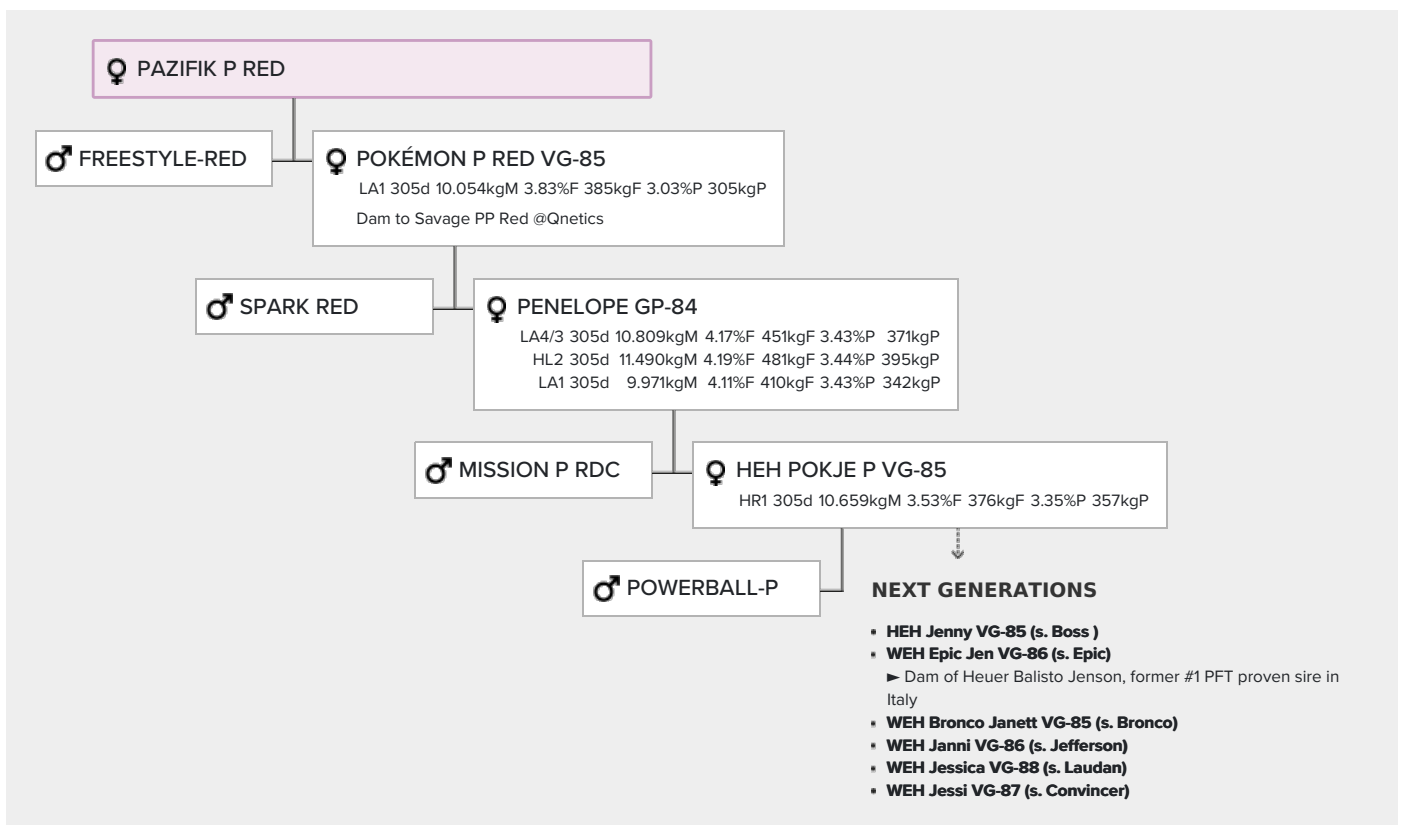 PAZIFIK P RED
FREESTYLE-RED
POKÉMON P RED VG-85
LA1 305d 10.054kgM 3.83%F 385kgF 3.03%P 305kgP
Dam to Savage PP Red @Qnetics
SPARK RED
PENELOPE GP-84
LA4/3 305d 10.809kgM 4.17%F 451kgF 3.43%P 371kgP
HL2 305d 11.490kgM 4.19%F 481kgF 3.44%P 395kgP
LA1 305d 9.971kgM 4.11%F 410kgF 3.43%P 342kgP
MISSION P RDC
HEH POKJE P VG-85
HR1 305d 10.659kgM 3.53%F 376kgF 3.35%P 357kgP
POWERBALL-P
NEXT GENERATIONS
• HEH Jenny VG-85 (s. Boss )
• WEH Epic Jen VG-86 (s. Epic)
► Dam of Heuer Balisto Jenson, former #1 PFT proven sire in
Italy
• WEH Bronco Janett VG-85 (s. Bronco)
• WEH Janni VG-86 (s. Jefferson)
• WEH Jessica VG-88 (s. Laudan)
• WEH Jessi VG-87 (s. Convincer)